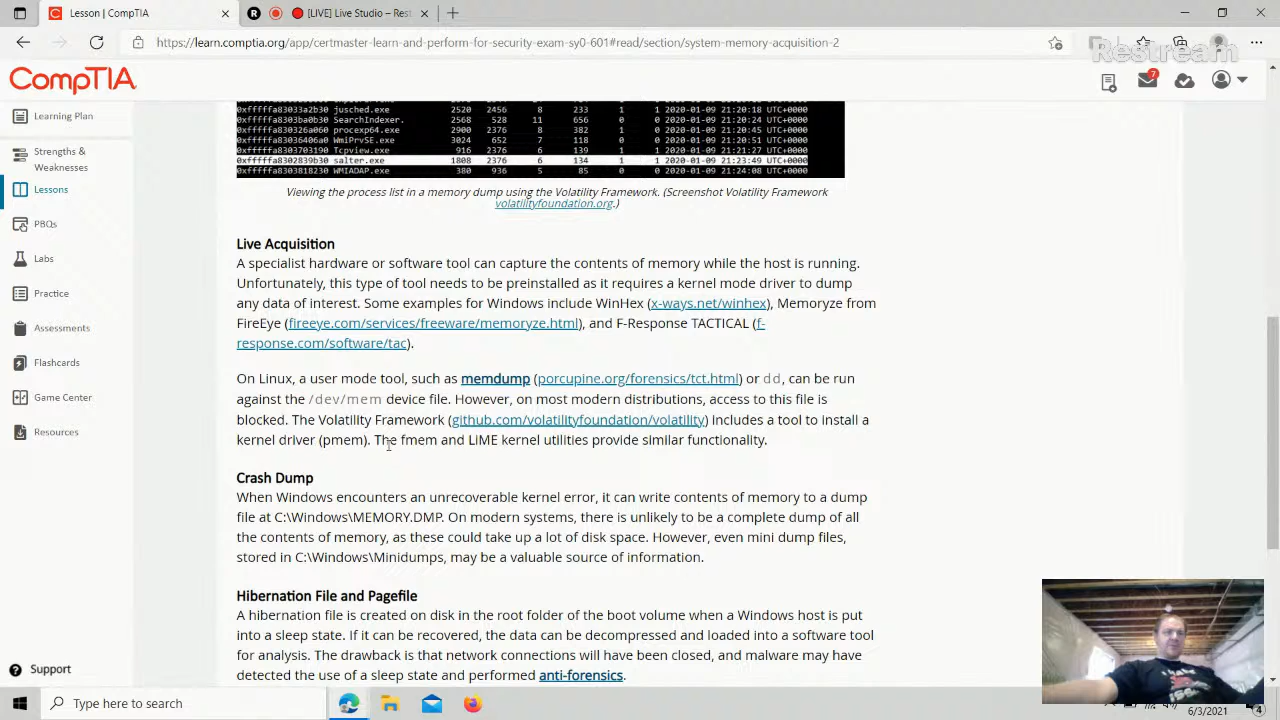 Lesson | CompTIA
[LIVE] Live Studio – Rest
https://learn.comptia.org/app/certmaster-learn-and-perform-for-security-exam-sy0-601#read/section/system-memory-acquisition-2
Restream
CompTIA
7
Learning Plan
Strengths &
Weaknesses
Lessons
PBQs
Labs
Practice
Assessments
Flashcards
Game Center
Resources
Support
0xfffffa83033a2b30 jusched.exe 2520 2456 8 233 1 1 2020-01-09 21:20:18 UTC+0000
0xfffffa8303ba0b30 SearchIndexer. 2568 528 11 656 0 0 2020-01-09 21:20:24 UTC+0000
0xfffffa830326a060 procexp64.exe 2900 2376 8 382 1 0 2020-01-09 21:20:45 UTC+0000
0xfffffa83036406a0 WmiPrvSE.exe 3024 652 7 118 0 0 2020-01-09 21:20:51 UTC+0000
0xfffffa8303703190 Tcpview.exe 916 2376 6 139 1 1 2020-01-09 21:21:27 UTC+0000
0xfffffa8302839b30 salter.exe 1808 2376 6 134 1 1 2020-01-09 21:23:49 UTC+0000
0xfffffa8303818230 WMIADAP.exe 380 936 5 85 0 0 2020-01-09 21:24:08 UTC+0000
Viewing the process list in a memory dump using the Volatility Framework. (Screenshot Volatility Framework
volatilityfoundation.org.)
Live Acquisition
A specialist hardware or software tool can capture the contents of memory while the host is running.
Unfortunately, this type of tool needs to be preinstalled as it requires a kernel mode driver to dump
any data of interest. Some examples for Windows include WinHex (x-ways.net/winhex), Memoryze from
FireEye (fireeye.com/services/freeware/memoryze.html), and F-Response TACTICAL (f-
response.com/software/tac).
On Linux, a user mode tool, such as memdump (porcupine.org/forensics/tct.html) or dd, can be run
against the /dev/mem device file. However, on most modern distributions, access to this file is
blocked. The Volatility Framework (github.com/volatilityfoundation/volatility) includes a tool to install a
kernel driver (pmem). The fmem and LiME kernel utilities provide similar functionality.
Crash Dump
When Windows encounters an unrecoverable kernel error, it can write contents of memory to a dump
file at C:\Windows\MEMORY.DMP. On modern systems, there is unlikely to be a complete dump of all
the contents of memory, as these could take up a lot of disk space. However, even mini dump files,
stored in C:\Windows\Minidumps, may be a valuable source of information.
Hibernation File and Pagefile
A hibernation file is created on disk in the root folder of the boot volume when a Windows host is put
into a sleep state. If it can be recovered, the data can be decompressed and loaded into a software tool
for analysis. The drawback is that network connections will have been closed, and malware may have
detected the use of a sleep state and performed anti-forensics.
Type here to search
6/3/2021
4